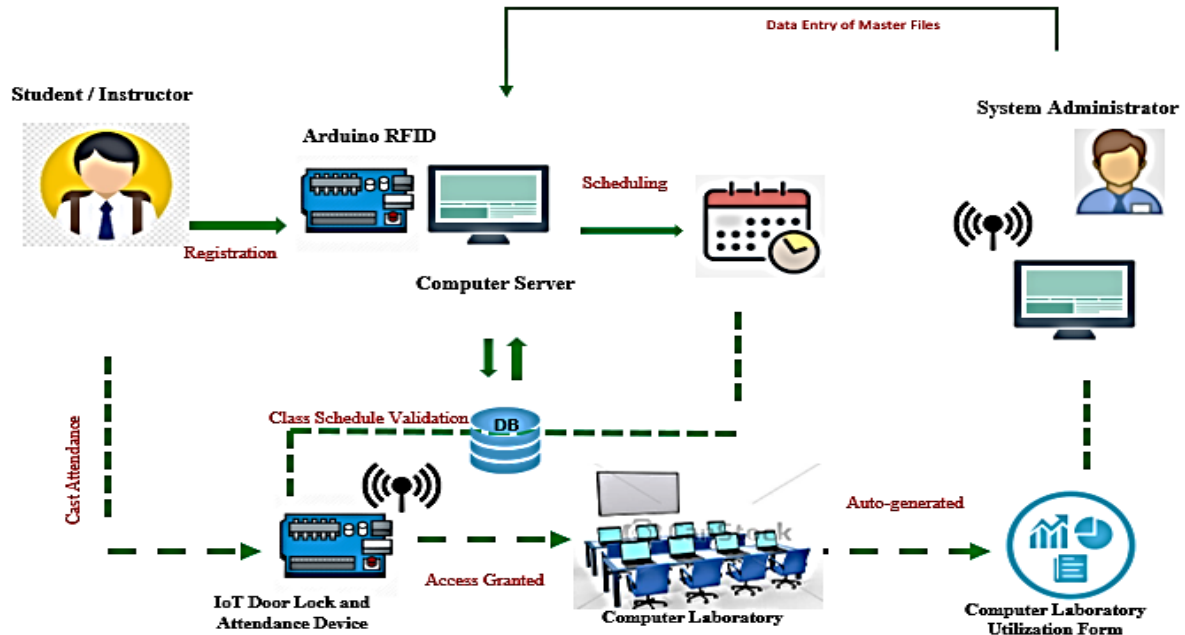 Data Entry of Master Files
Student / Instructor
System Administrator
Arduino RFID
Scheduling
Registration
Computer Server
Class Schedule Validation
DB
Cast Attendance
Auto-generated
Access Granted
IoT Door Lock and
Attendance Device
Computer Laboratory
Computer Laboratory
Utilization Form